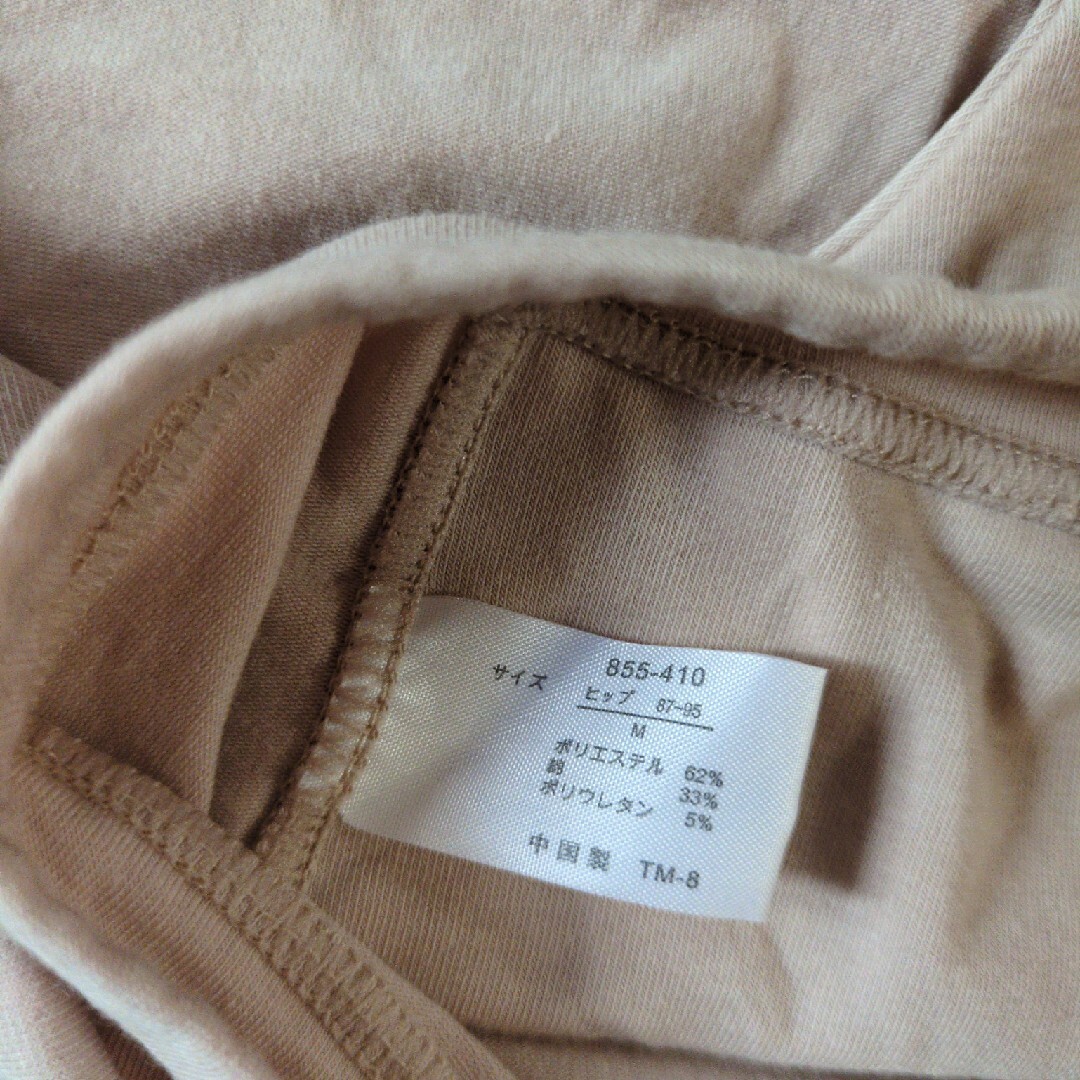 855-410
サイズ ヒップ 87-95
M
ポリエステル 62%
綿 33%
ポリウレタン 5%
中国製 TM-8